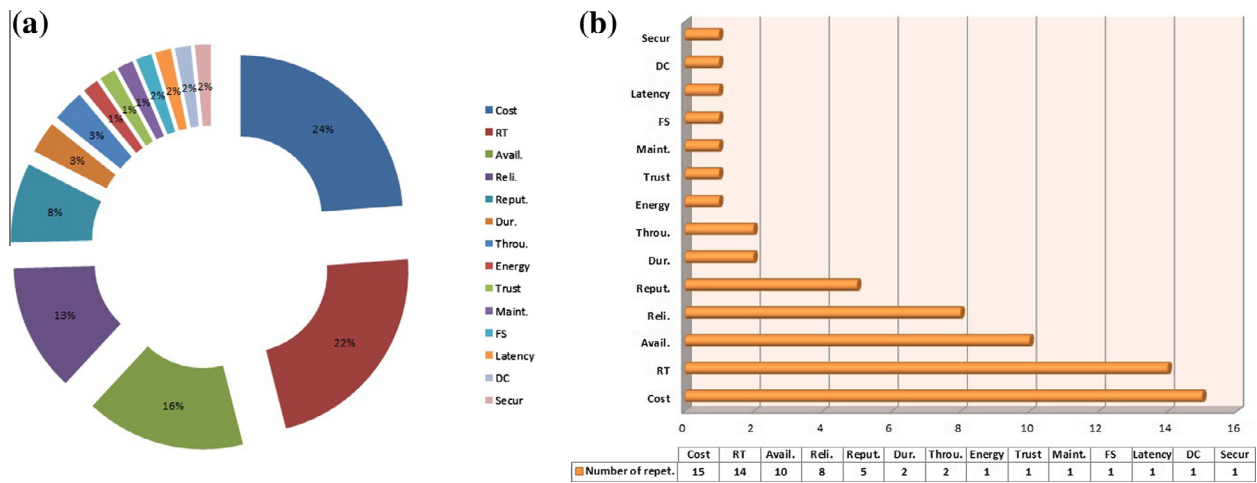 (a)
24%
22%
16%
13%
8%
3%
3%
1%
1%
1%
2%
2%
2%
2%
Cost
RT
Avail.
Reli.
Reput.
Dur.
Throu.
Energy
Trust
Maint.
FS
Latency
DC
Secur
(b)
Secur
DC
Latency
FS
Maint.
Trust
Energy
Throu.
Dur.
Reput.
Reli.
Avail.
RT
Cost
0 2 4 6 8 10 12 14 16
Cost RT Avail. Reli. Reput. Dur. Throu. Energy Trust Maint. FS Latency DC Secur
Number of repet. 15 14 10 8 5 2 2 1 1 1 1 1 1 1